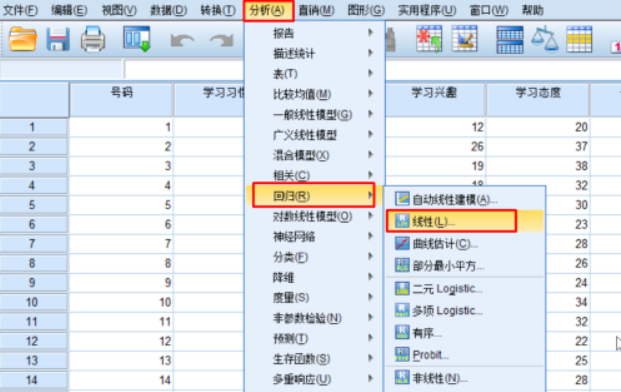 文件(F) 编辑(E) 视图(V) 数据(D) 转换(T) 分析(A) 直销(M) 图形(G) 实用程序(U) 窗口(W) 帮助
号码 学习习 学习兴趣 学习态度
报告
描述统计
表(T)
比较均值(M)
一般线性模型(G)
广义线性模型
混合模型(X)
相关(C)
回归(R)
对数线性模型(O)
神经网络
分类(F)
降维
度量(S)
非参数检验(N)
预测(T)
生存函数(S)
多重响应(U)
自动线性建模(A)...
线性(L)...
曲线估计(C)...
部分最小平方...
二元 Logistic...
多项 Logistic...
有序...
Probit...
非线性(N)...
1 1 12 20
2 2 26 37
3 3 19 38
4 4 18 32
5 5 30
6 6 23
7 7 28
8 8 26
9 9 24
10 10 34
11 11 32
12 12 22
13 13 25
14 14 28